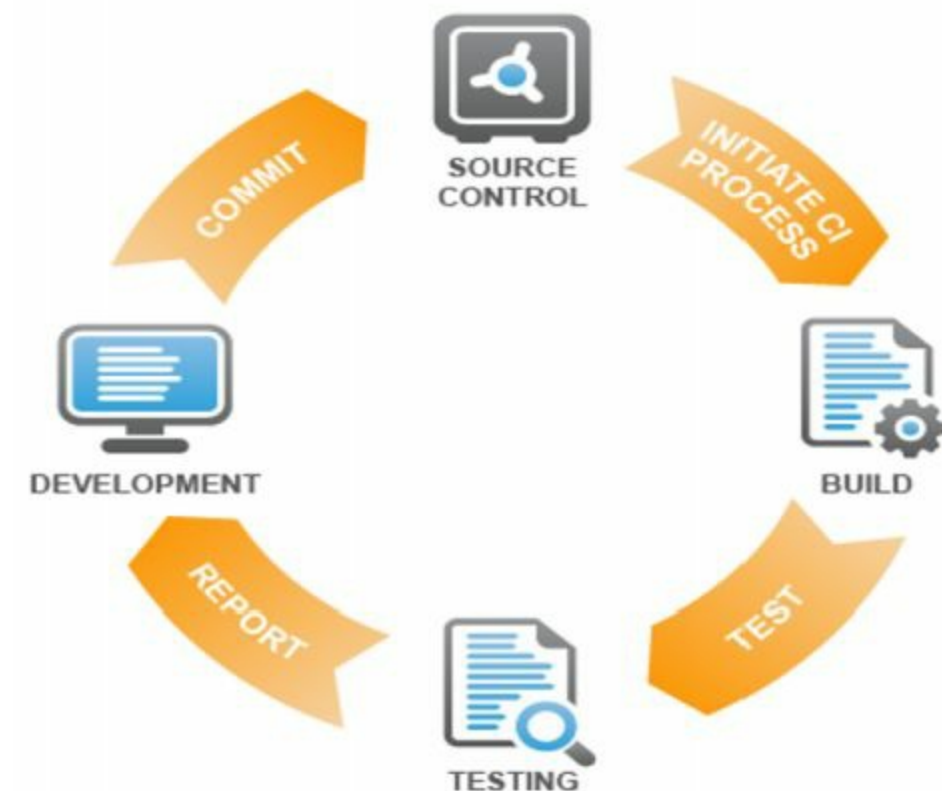 SOURCE
CONTROL
INITIATE CI
PROCESS
BUILD
TEST
TESTING
REPORT
DEVELOPMENT
COMMIT